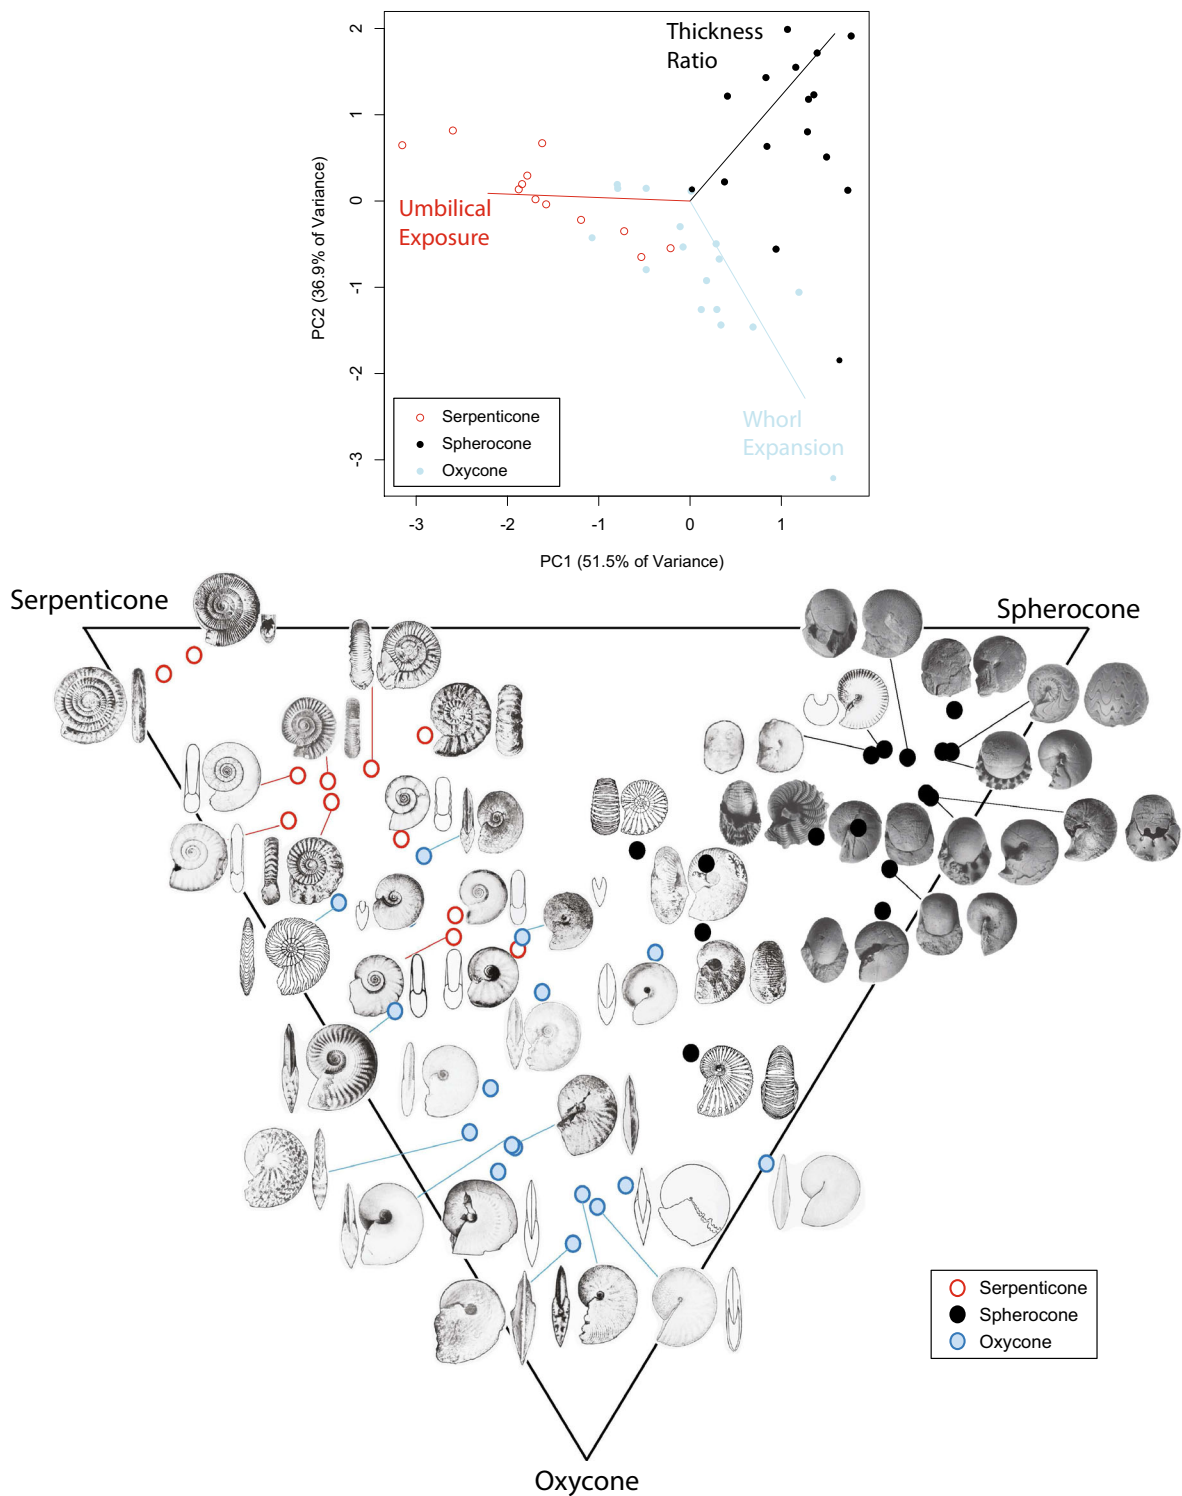 Thickness
Ratio
Umbilical
Exposure
Whorl
Expansion
2
1
0
-1
-2
-3
PC2 (36.9% of Variance)
Serpenticone
Spherocone
Oxycone
-3
-2
-1
0
1
PC1 (51.5% of Variance)
Serpenticone
Spherocone
Serpenticone
Spherocone
Oxycone
Oxycone